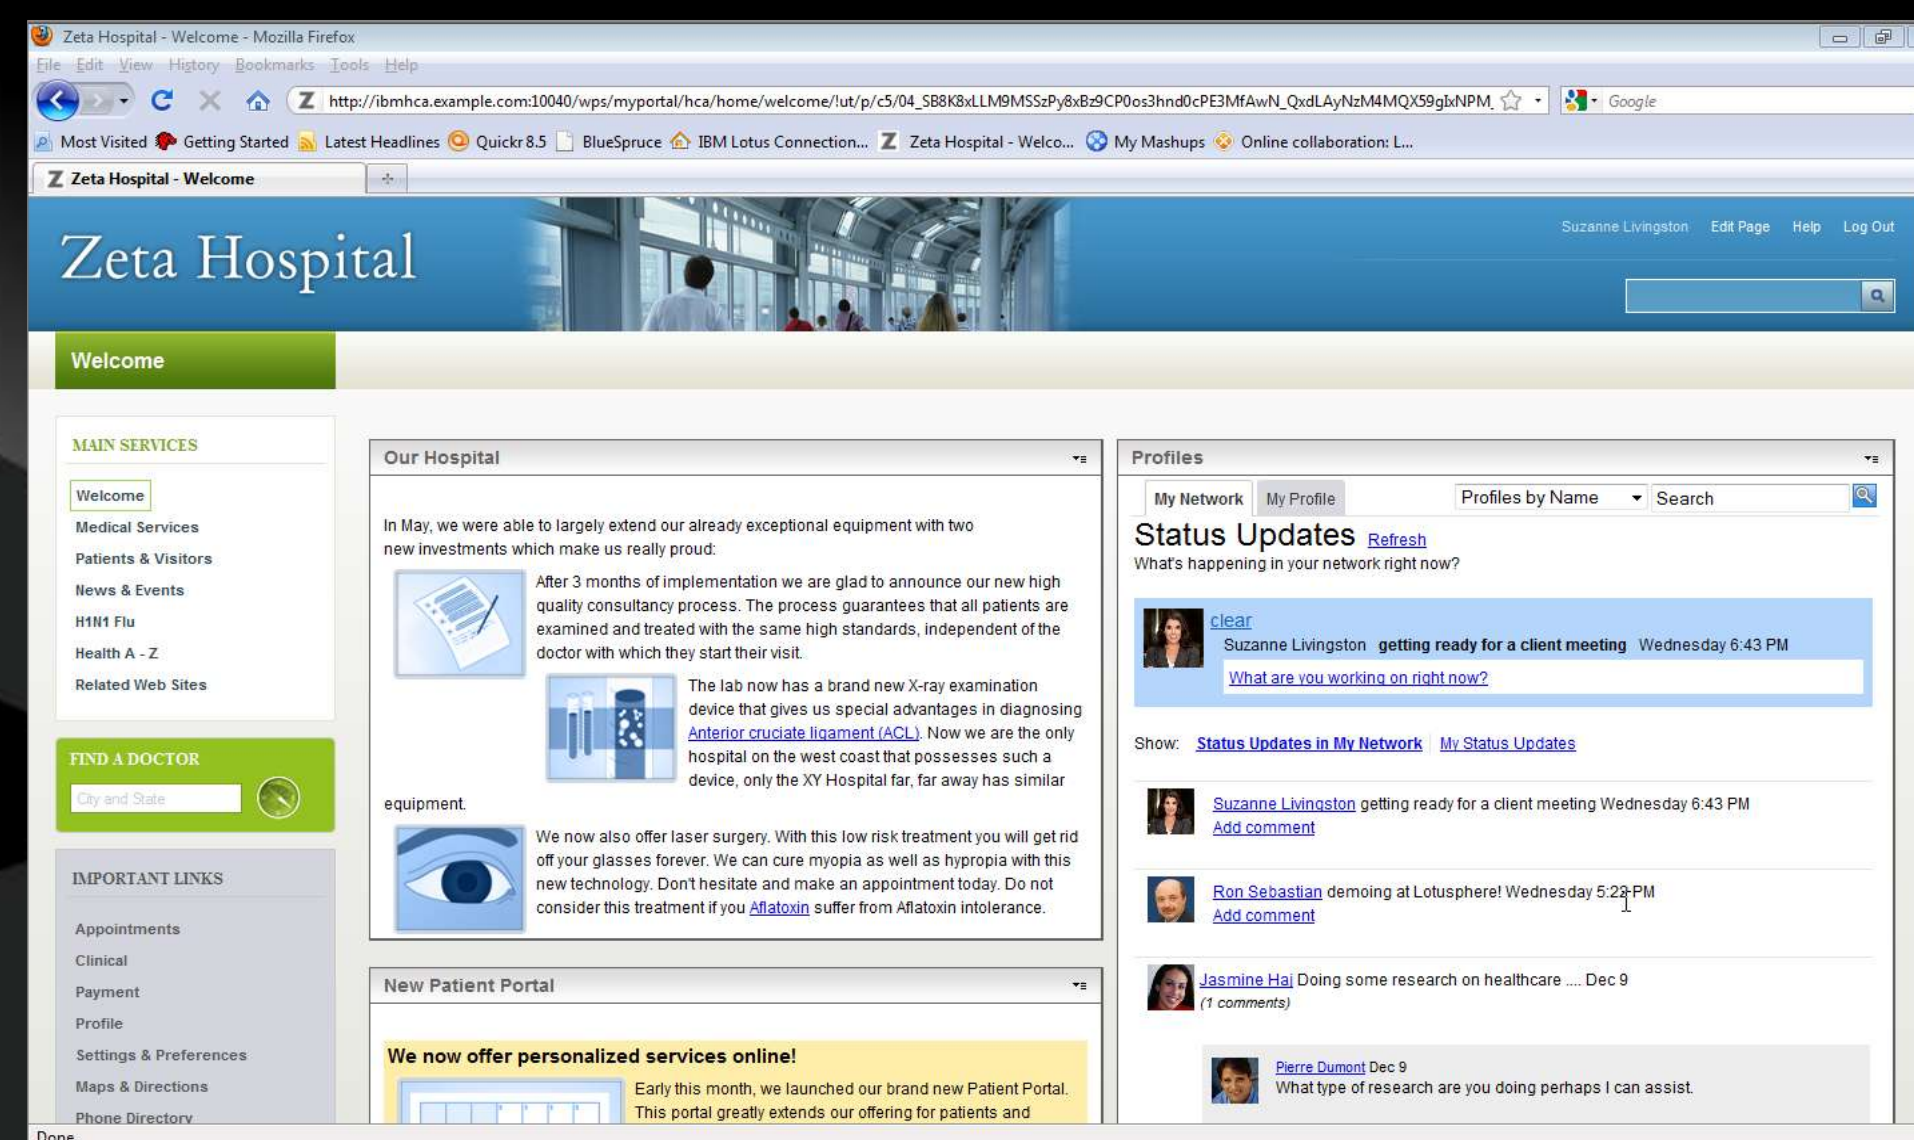 Zeta Hospital - Welcome - Mozilla Firefox
File Edit View History Bookmarks Tools Help
http://ibmhca.example.com:10040/wps/myportal/hca/home/welcome/!ut/p/c5/04_SB8K8xLLM9MSSzPy8xBz9CP0os3hnd0cPE3MfAwN_QxdLAyNzM4MQX59gIxNPM_
Google
Most Visited Getting Started Latest Headlines Quickr 8.5 BlueSpruce IBM Lotus Connection... Zeta Hospital - Welco... My Mashups Online collaboration: L...
Zeta Hospital - Welcome
Zeta Hospital
Suzanne Livingston Edit Page Help Log Out
Welcome
MAIN SERVICES
Welcome
Medical Services
Patients & Visitors
News & Events
H1N1 Flu
Health A - Z
Related Web Sites
FIND A DOCTOR
City and State
IMPORTANT LINKS
Appointments
Clinical
Payment
Profile
Settings & Preferences
Maps & Directions
Phone Directory
Our Hospital
In May, we were able to largely extend our already exceptional equipment with two
new investments which make us really proud:
After 3 months of implementation we are glad to announce our new high
quality consultancy process. The process guarantees that all patients are
examined and treated with the same high standards, independent of the
doctor with which they start their visit.
The lab now has a brand new X-ray examination
device that gives us special advantages in diagnosing
Anterior cruciate ligament (ACL). Now we are the only
hospital on the west coast that possesses such a
device, only the XY Hospital far, far away has similar
equipment.
We now also offer laser surgery. With this low risk treatment you will get rid
off your glasses forever. We can cure myopia as well as hypropia with this
new technology. Don't hesitate and make an appointment today. Do not
consider this treatment if you Aflatoxin suffer from Aflatoxin intolerance.
New Patient Portal
We now offer personalized services online!
Early this month, we launched our brand new Patient Portal.
This portal greatly extends our offering for patients and
Profiles
My Network My Profile Profiles by Name Search
Status Updates Refresh
What's happening in your network right now?
clear
Suzanne Livingston getting ready for a client meeting Wednesday 6:43 PM
What are you working on right now?
Show: Status Updates in My Network My Status Updates
Suzanne Livingston getting ready for a client meeting Wednesday 6:43 PM
Add comment
Ron Sebastian demoing at Lotusphere! Wednesday 5:22 PM
Add comment
Jasmine Haj Doing some research on healthcare .... Dec 9
(1 comments)
Pierre Dumont Dec 9
What type of research are you doing perhaps I can assist.
Done